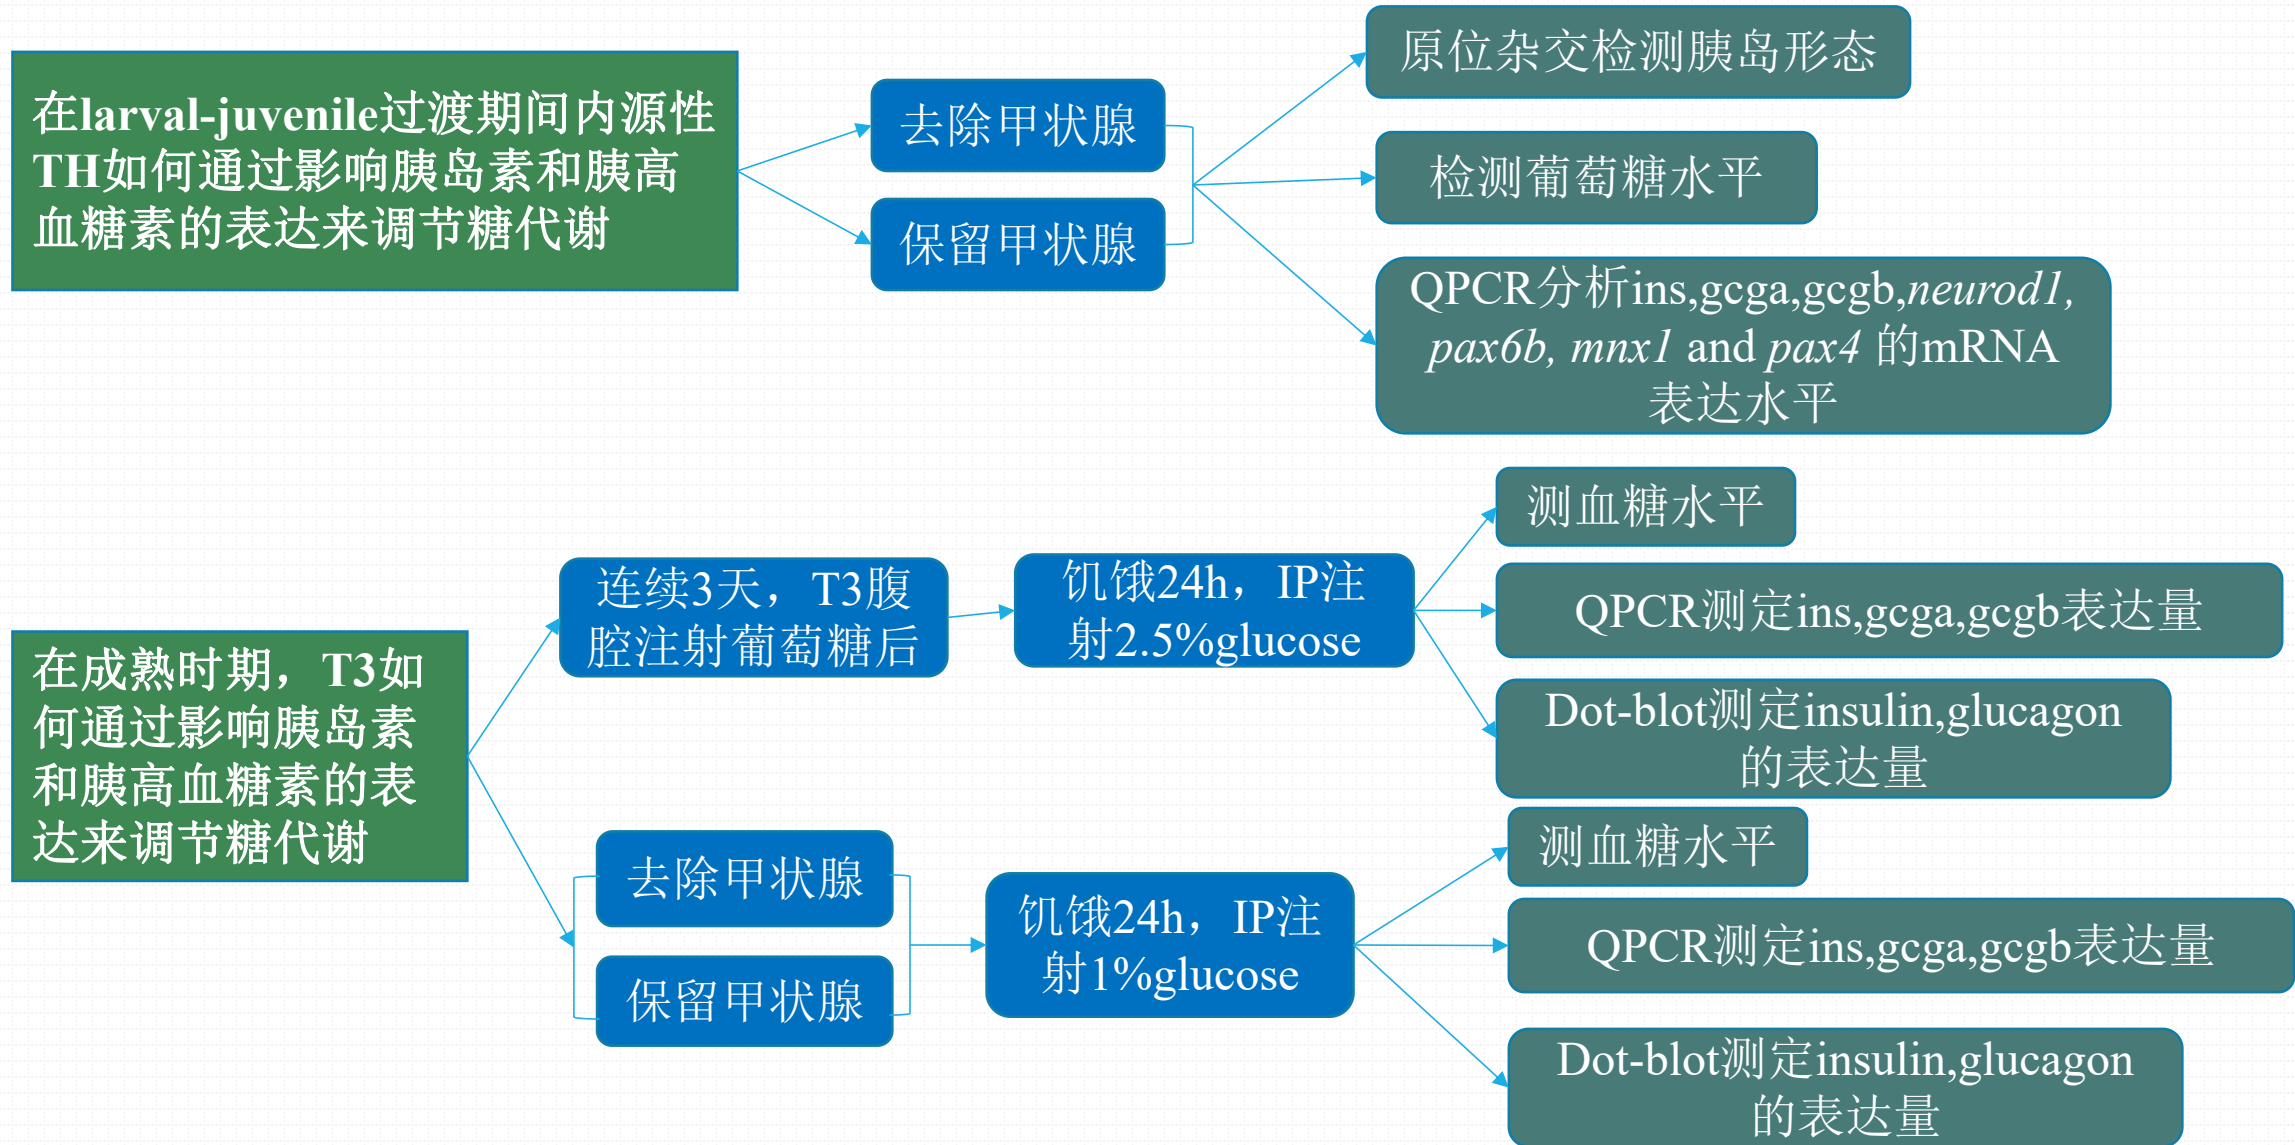 在larval-juvenile过渡期间内源性
TH如何通过影响胰岛素和胰高
血糖素的表达来调节糖代谢
去除甲状腺
保留甲状腺
原位杂交检测胰岛形态
检测葡萄糖水平
QPCR分析ins,gcga,gcgb,neurod1,
pax6b, mnx1 and pax4 的mRNA
表达水平
在成熟时期，T3如
何通过影响胰岛素
和胰高血糖素的表
达来调节糖代谢
连续3天，T3腹
腔注射葡萄糖后
饥饿24h，IP注
射2.5%glucose
测血糖水平
QPCR测定ins,gcga,gcgb表达量
Dot-blot测定insulin,glucagon
的表达量
去除甲状腺
保留甲状腺
饥饿24h，IP注
射1%glucose
测血糖水平
QPCR测定ins,gcga,gcgb表达量
Dot-blot测定insulin,glucagon
的表达量